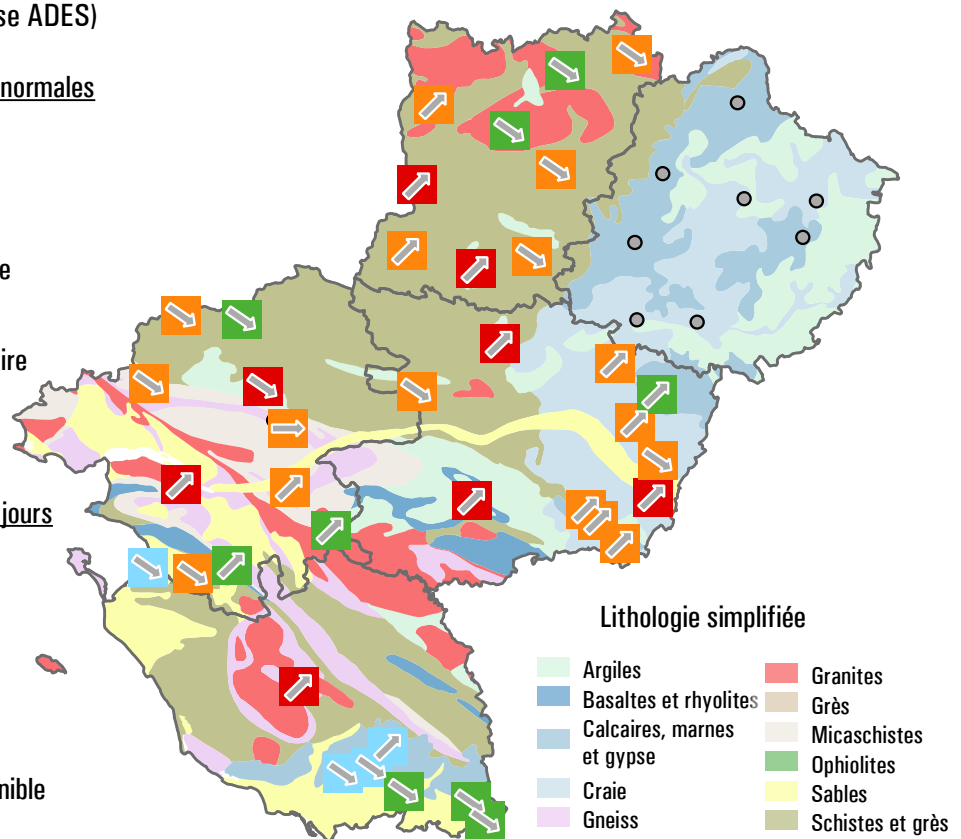 se ADES)
normales
e
ire
jours
nible
Lithologie simplifiée
Argiles
Basaltes et rhyolites
Calcaires, marnes
et gypse
Craie
Gneiss
Granites
Grès
Micaschistes
Ophiolites
Sables
Schistes et grès